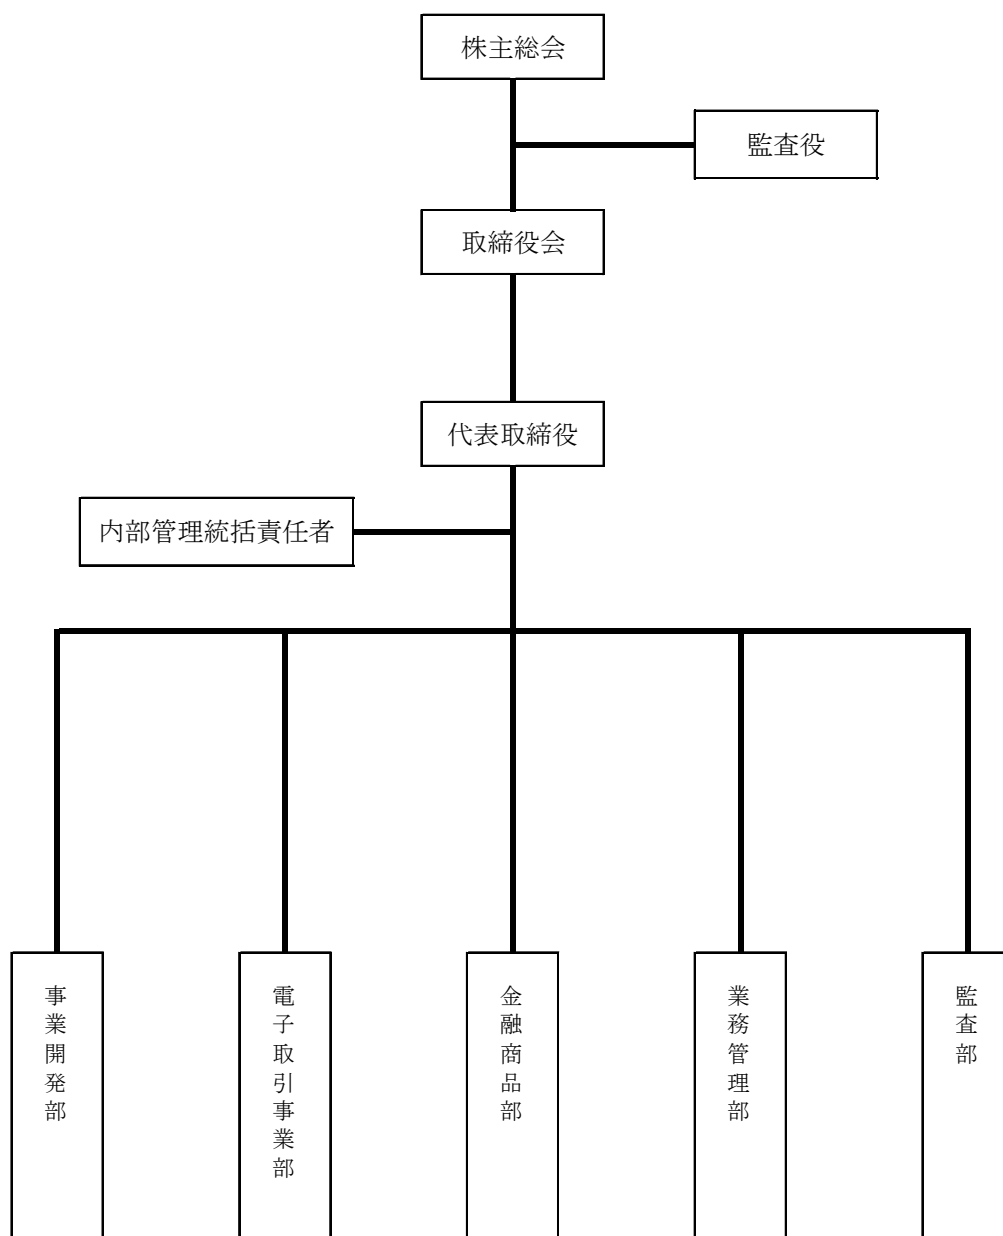 株主総会
監査役
取締役会
代表取締役
内部管理統括責任者
事業開発部
電子取引事業部
金融商品部
業務管理部
監査部